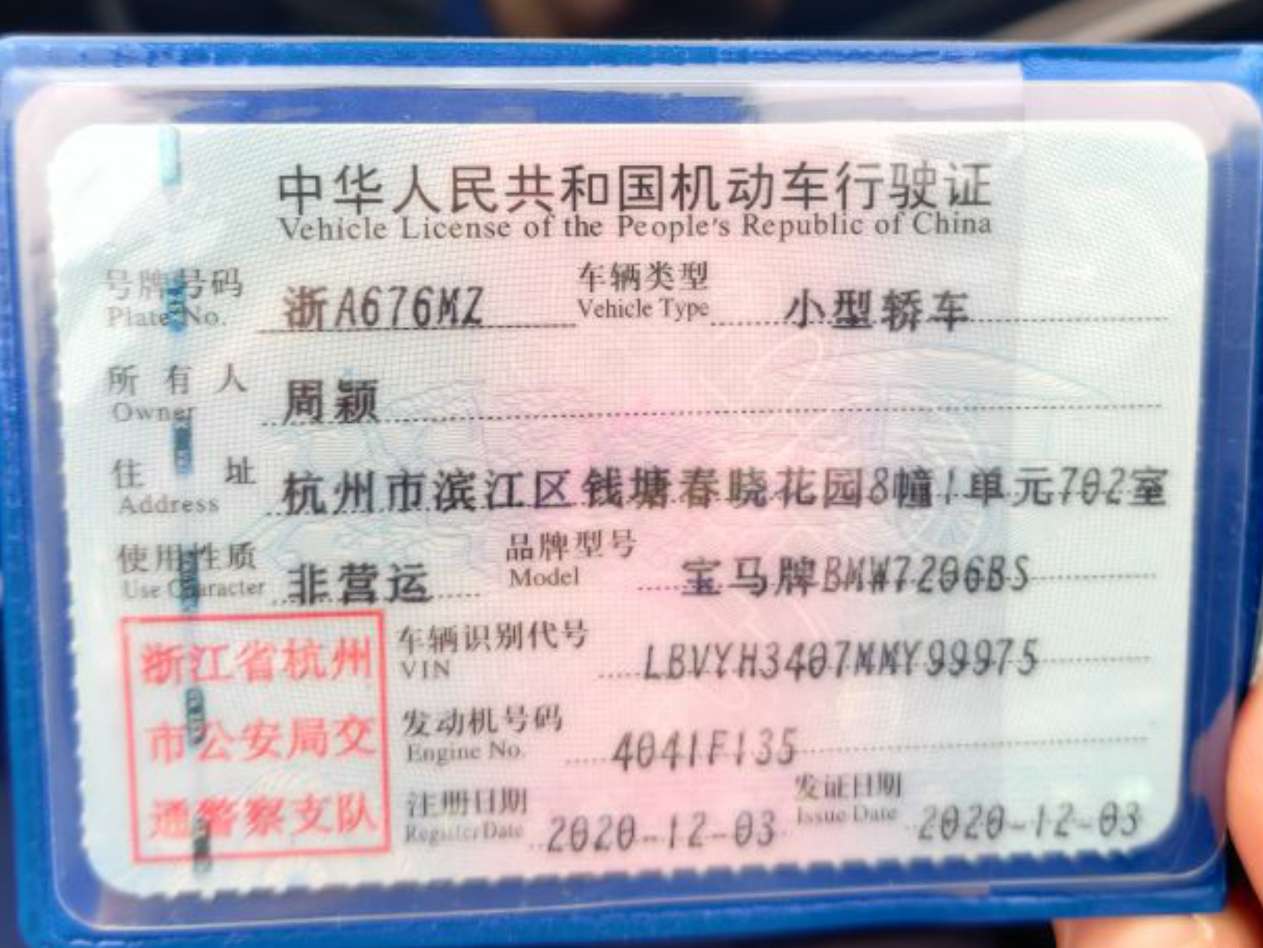 中华人民共和国机动车行驶证
Vehicle License of the People's Republic of China
号牌号码 浙A676MZ 车辆类型 小型轿车
Plate No. Vehicle Type
所有人 周颖
Owner
住址 杭州市滨江区钱塘春晓花园8幢1单元702室
Address
使用性质 非营运 品牌型号 宝马牌BMW7206BS
Use Character Model
车辆识别代号 LBVYH3407MMY99975
VIN
发动机号码 4041F135
Engine No.
注册日期 2020-12-03 发证日期 2020-12-03
Register Date Issue Date
浙江省杭州
市公安局交
通警察支队